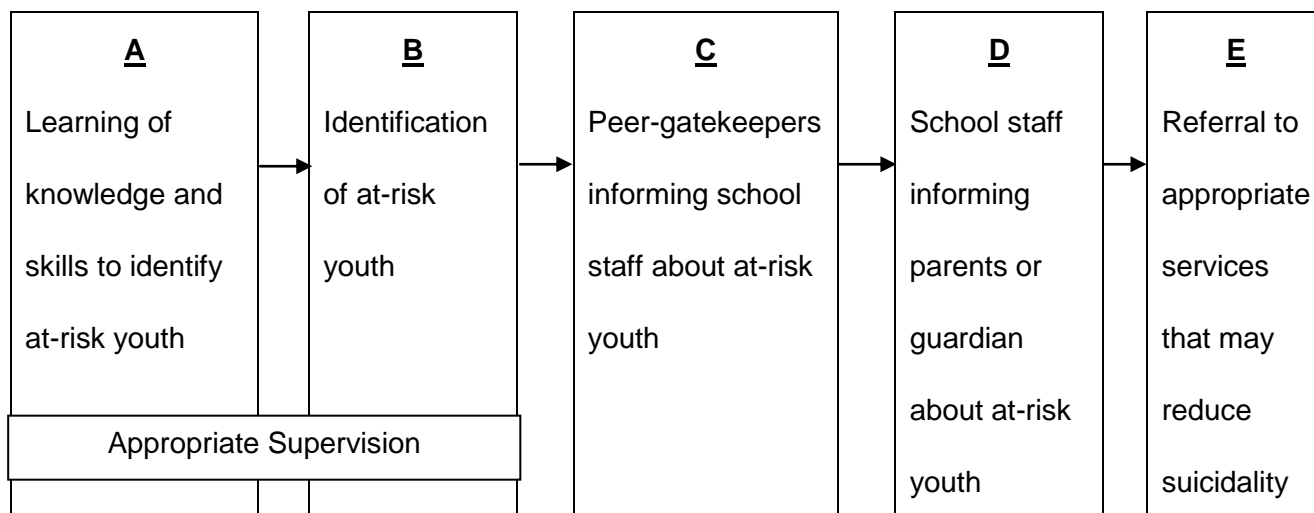 A
Learning of
knowledge and
skills to identify
at-risk youth
B
Identification
of at-risk
youth
Appropriate Supervision
C
Peer-gatekeepers
informing school
staff about at-risk
youth
D
School staff
informing
parents or
guardian
about at-risk
youth
E
Referral to
appropriate
services
that may
reduce
suicidality